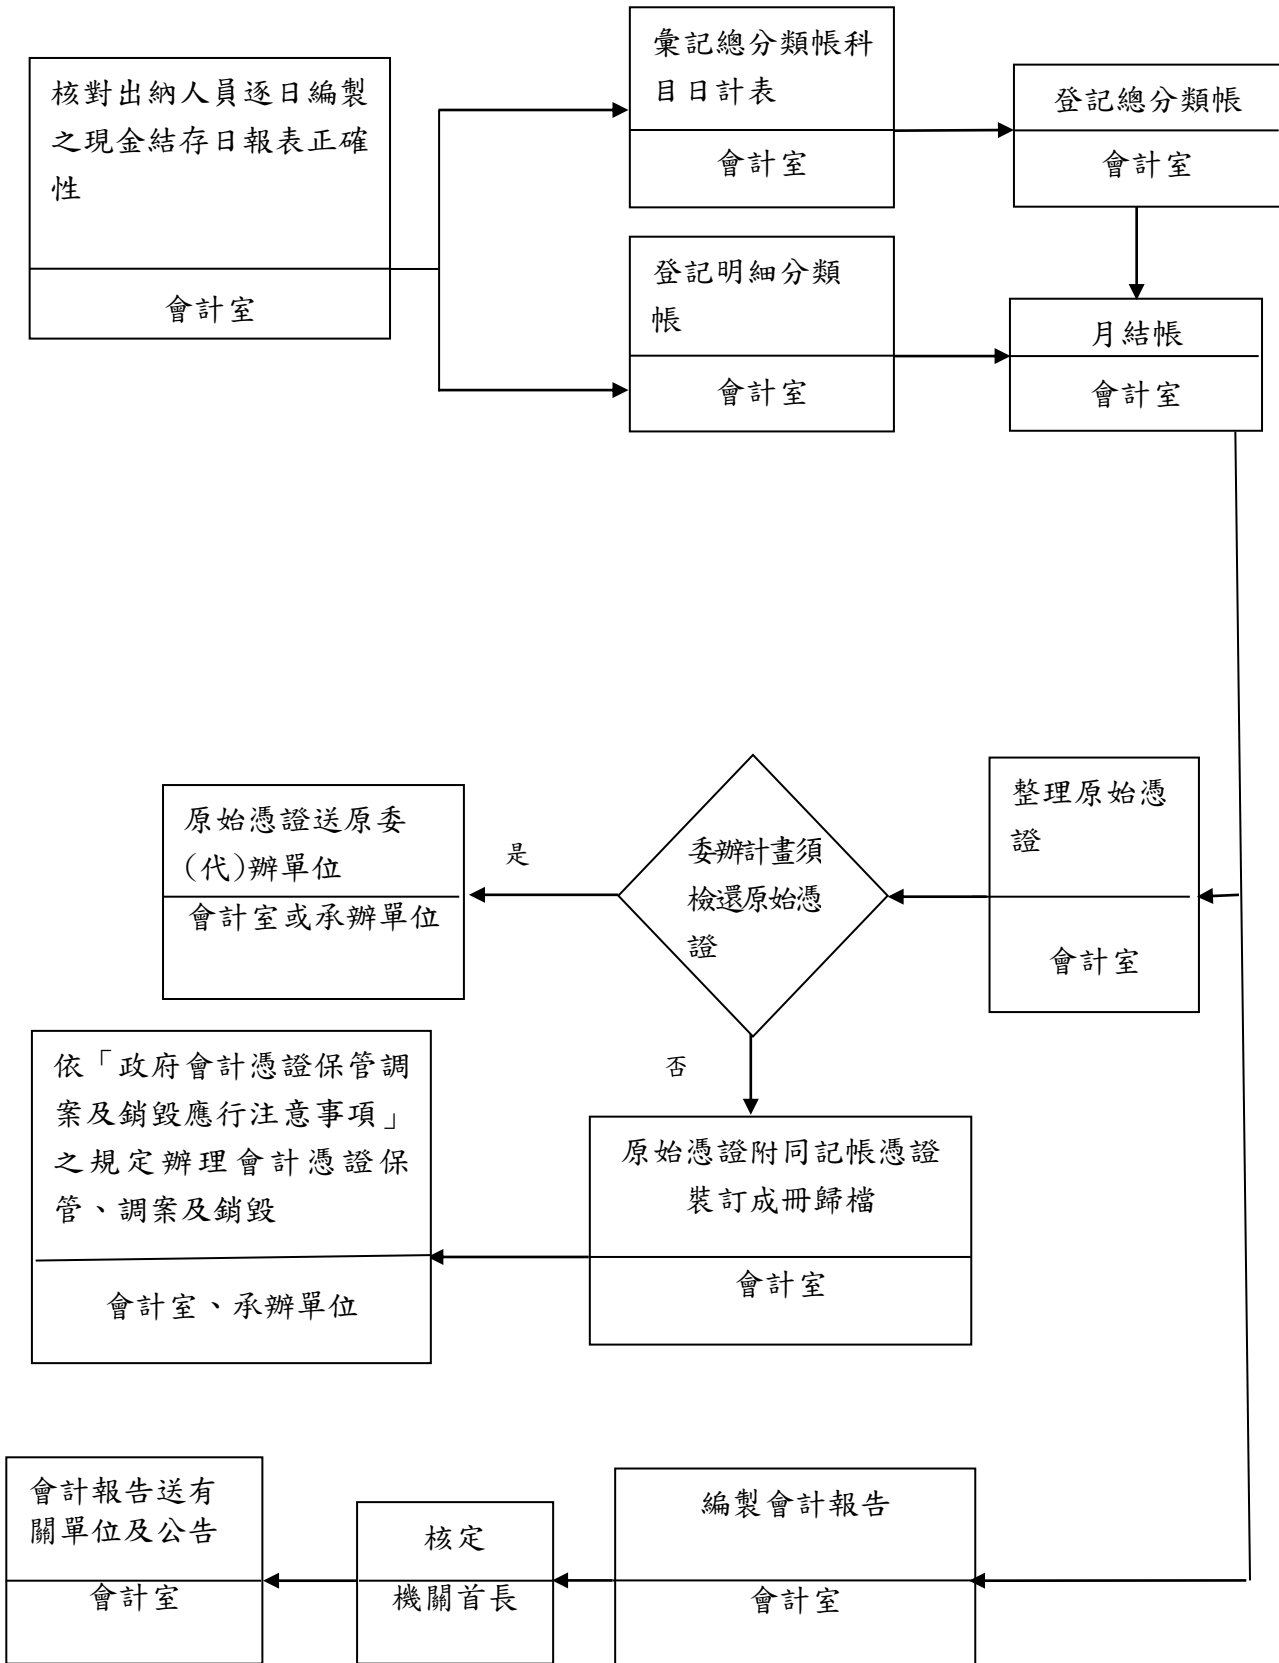 核對出納人員逐日編製
之現金結存日報表正確
性
會計室
彙記總分類帳科
目日計表
會計室
登記總分類帳
會計室
登記明細分類
帳
會計室
月結帳
會計室
整理原始憑
證
會計室
委辦計畫須
檢還原始憑
證
是
原始憑證送原委
(代)辦單位
會計室或承辦單位
否
原始憑證附同記帳憑證
裝訂成冊歸檔
會計室
依「政府會計憑證保管調
案及銷毀應行注意事項」
之規定辦理會計憑證保
管、調案及銷毀
會計室、承辦單位
編製會計報告
會計室
核定
機關首長
會計報告送有
關單位及公告
會計室